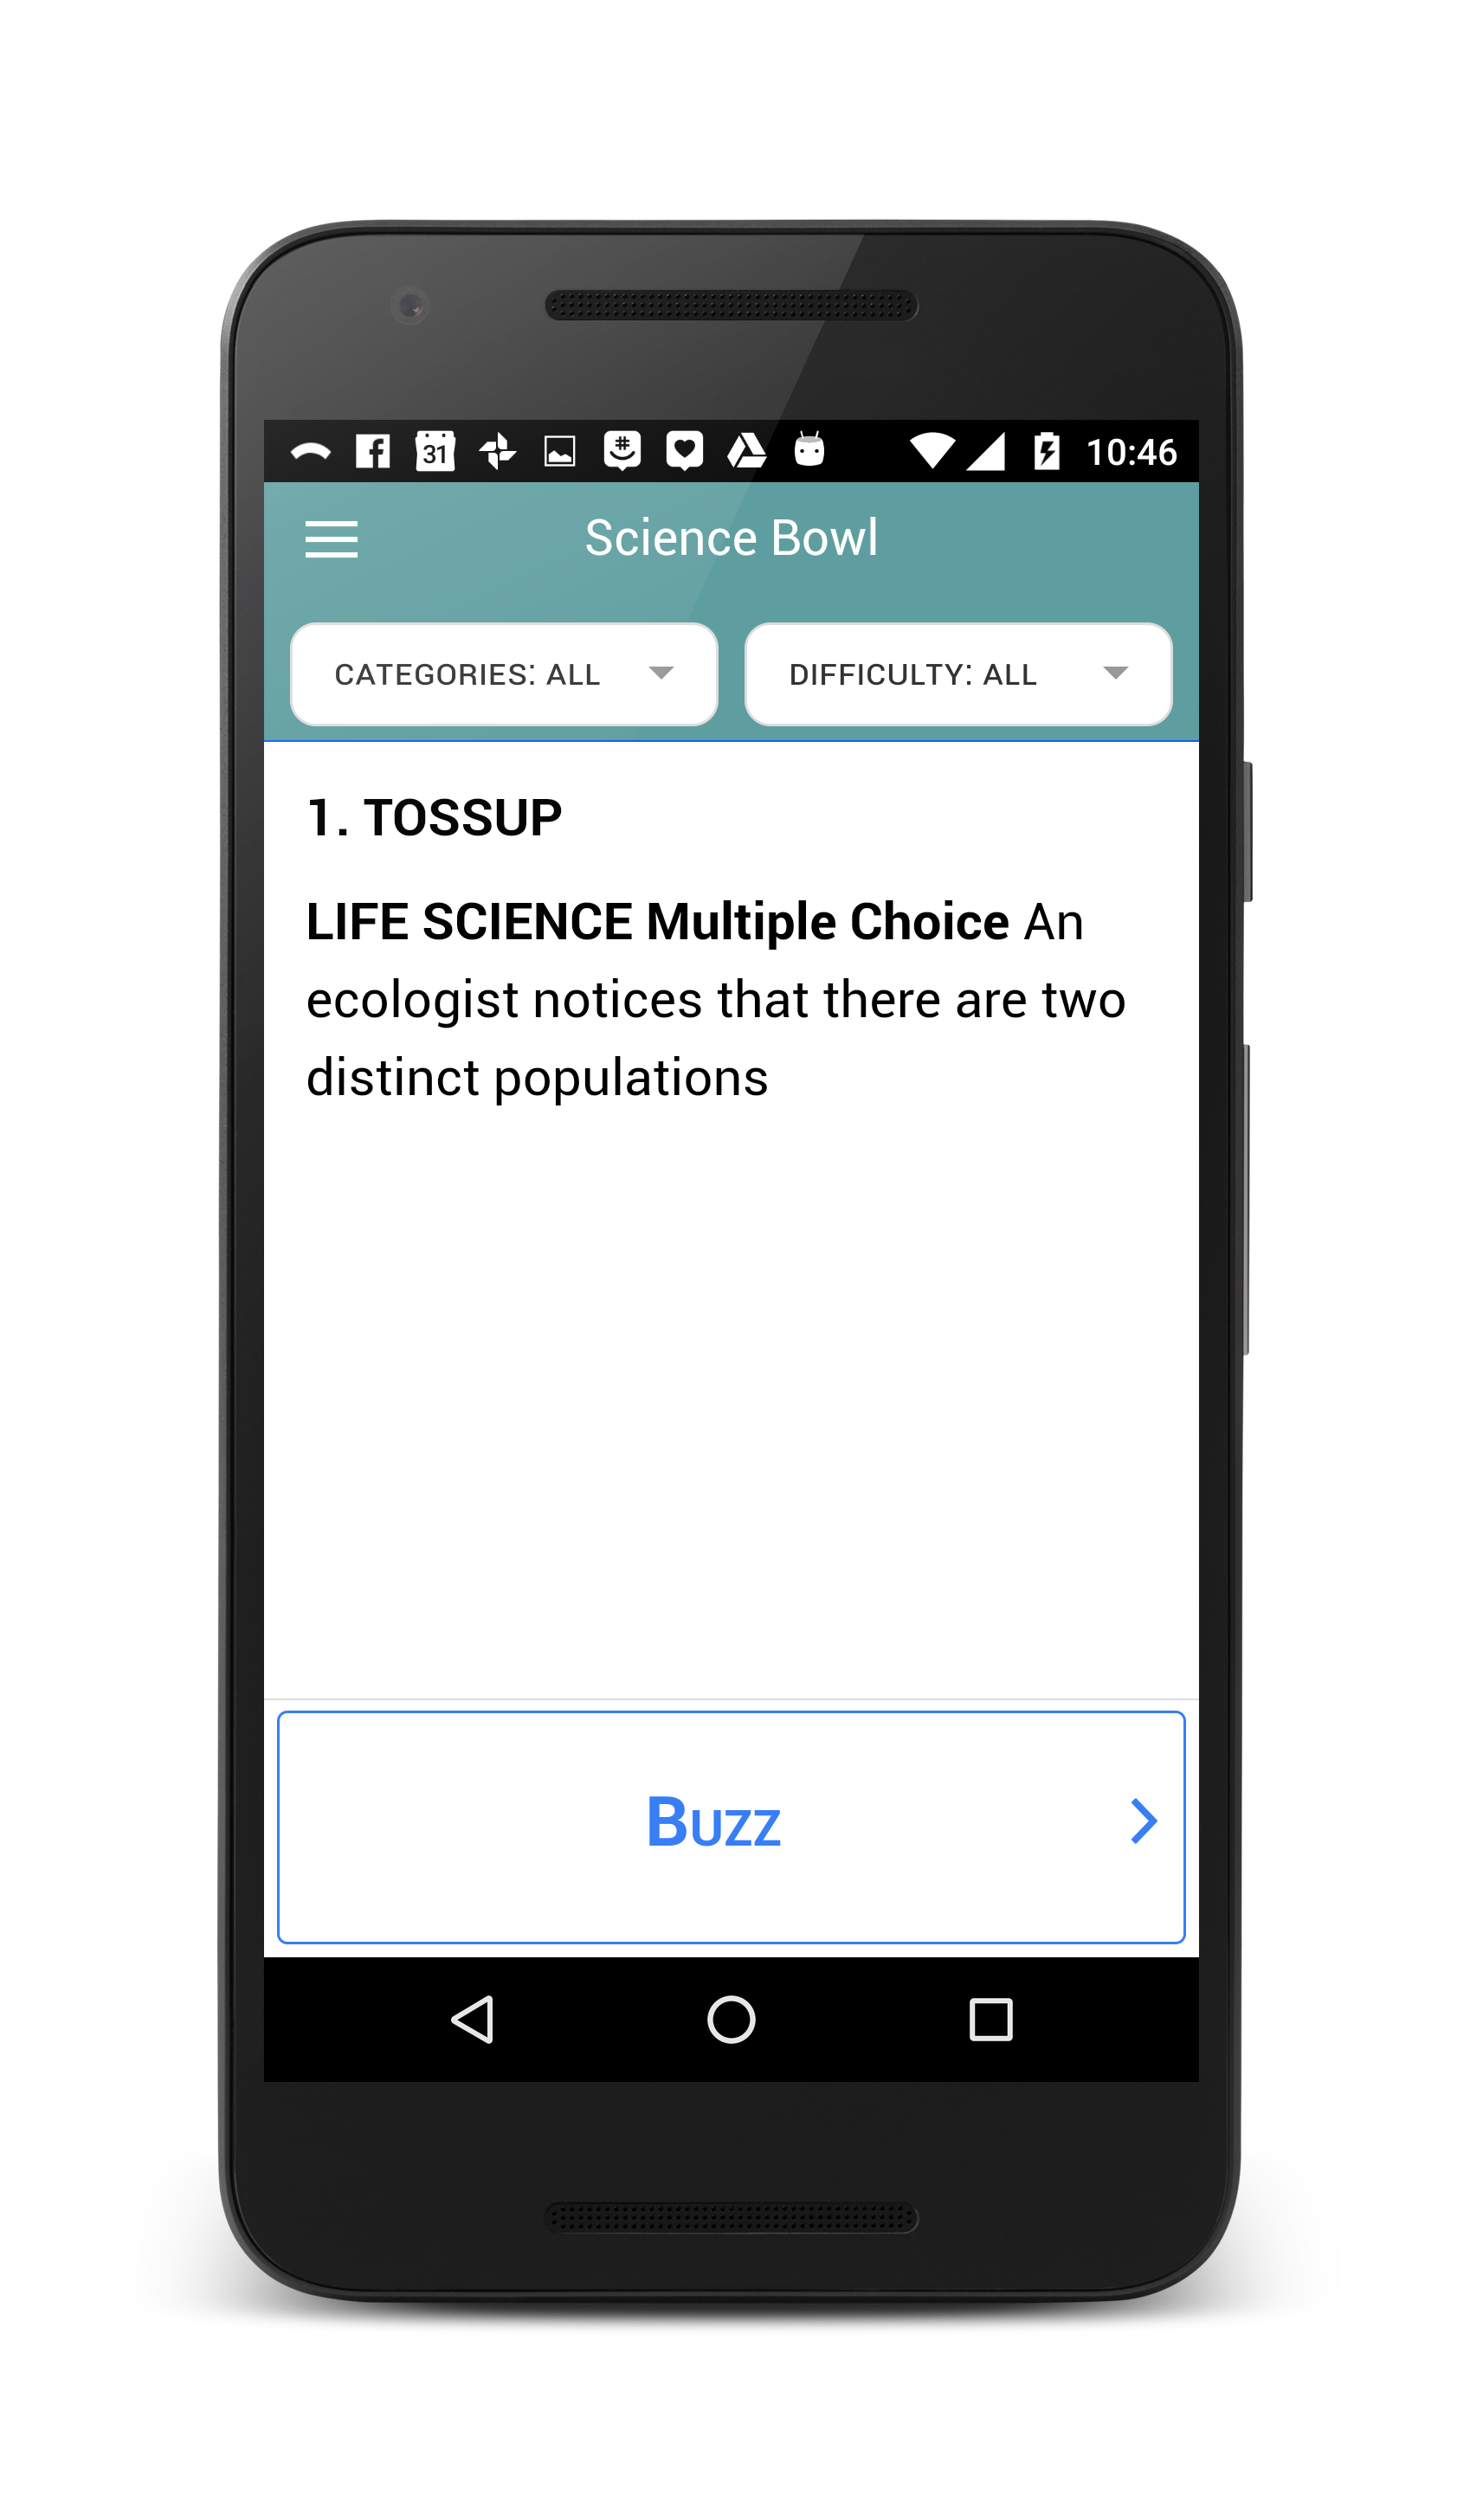 31
10:46
Science Bowl
CATEGORIES: ALL
DIFFICULTY: ALL
1. TOSSUP
LIFE SCIENCE Multiple Choice An
ecologist notices that there are two
distinct populations
Buzz